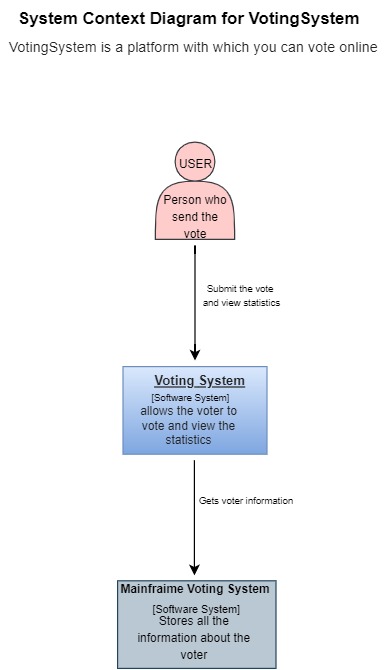 System Context Diagram for VotingSystem
VotingSystem is a platform with which you can vote online
USER
Person who
send the
vote
Submit the vote
and view statistics
Voting System
[Software System]
allows the voter to
vote and view the
statistics
Gets voter information
Mainfraime Voting System
[Software System]
Stores all the
information about the
voter